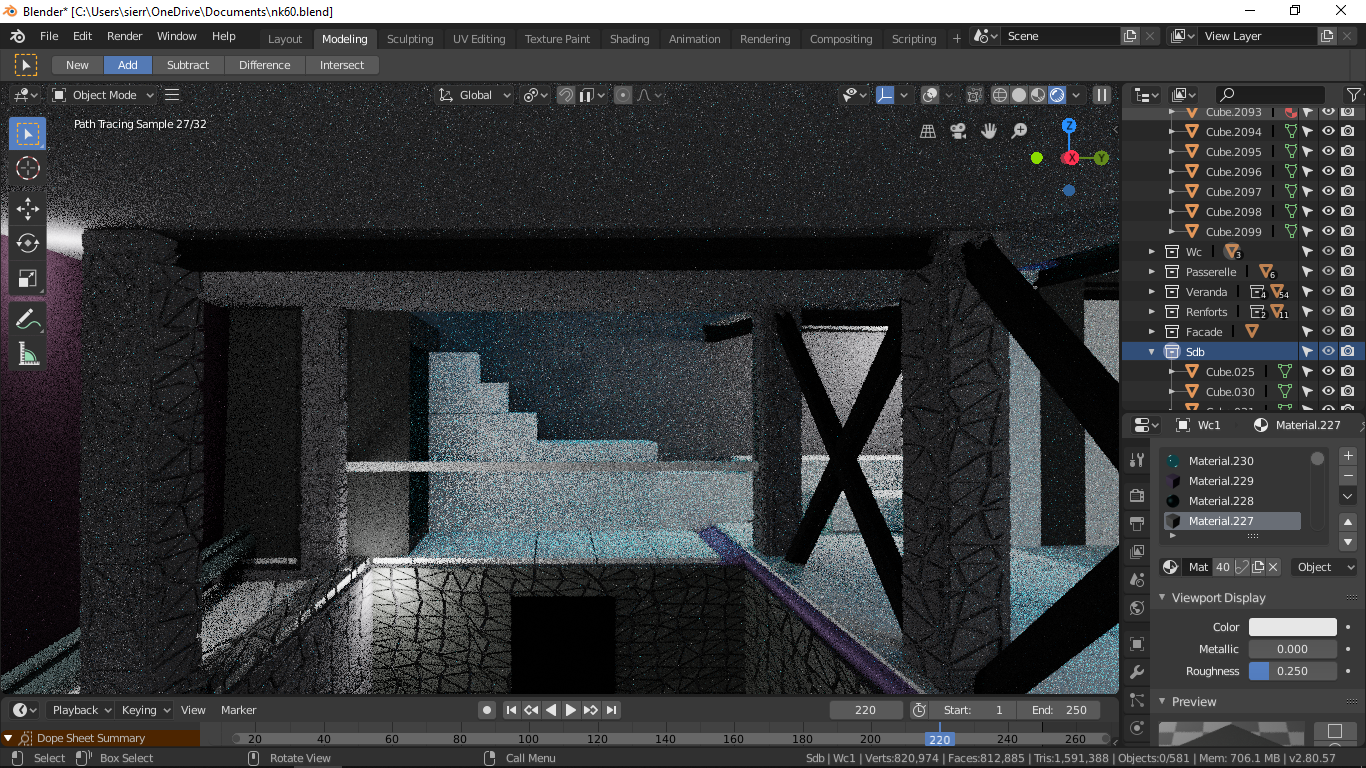 Blender* [C:\Users\sierr\OneDrive\Documents\nk60.blend]
File Edit Render Window Help Layout Modeling Sculpting UV Editing Texture Paint Shading Animation Rendering Compositing Scripting + Scene View Layer
New Add Subtract Difference Intersect
Object Mode Global
Path Tracing Sample 27/32
Z
X Y
Cube.2093
Cube.2094
Cube.2095
Cube.2096
Cube.2097
Cube.2098
Cube.2099
Wc 3
Passerelle 6
Veranda 4 54
Renforts 2 11
Facade
Sdb
Cube.025
Cube.030
Wc1 Material.227
Material.230
Material.229
Material.228
Material.227
Mat 40 Object
Viewport Display
Color
Metallic 0.000
Roughness 0.250
Preview
Playback Keying View Marker 220 Start: 1 End: 250
Dope Sheet Summary 20 40 60 80 100 120 140 160 180 200 220 240 260
Select Box Select Rotate View Call Menu Sdb | Wc1 | Verts:820,974 | Faces:812,885 | Tris:1,591,388 | Objects:0/581 | Mem: 706.1 MB | v2.80.57